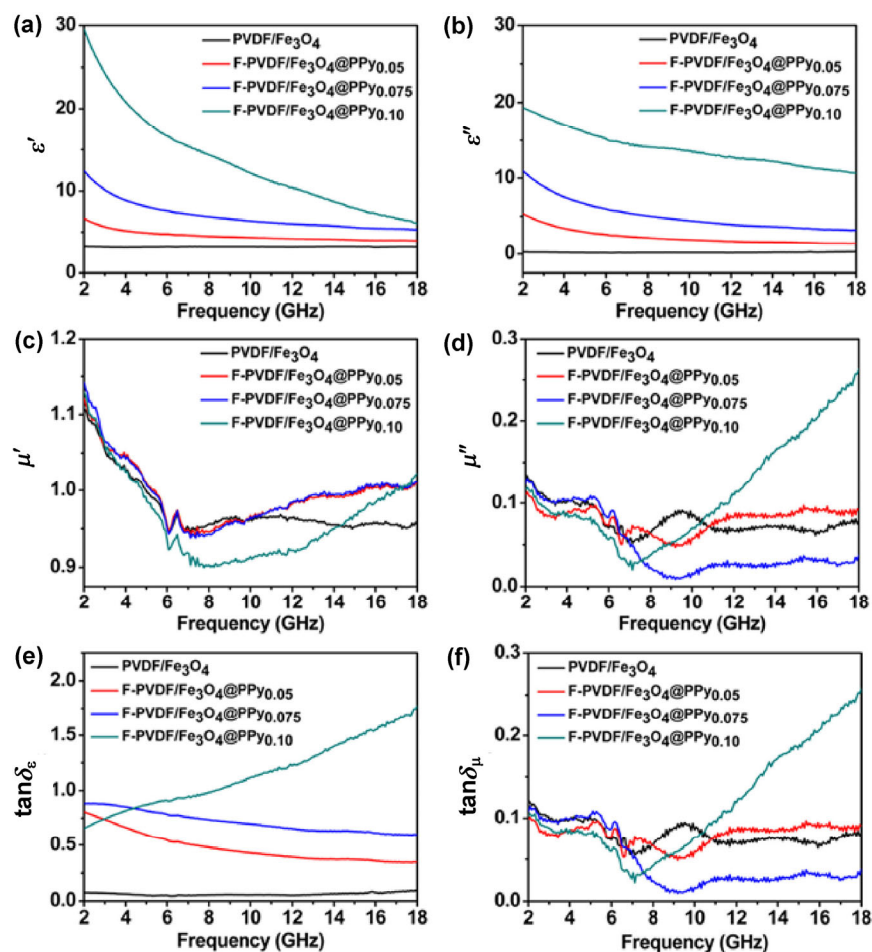 (a)
30
20
10
0
ε′
PVDF/Fe₃O₄
F-PVDF/Fe₃O₄@PPy₀.₀₅
F-PVDF/Fe₃O₄@PPy₀.₀₇₅
F-PVDF/Fe₃O₄@PPy₀.₁₀
2 4 6 8 10 12 14 16 18
Frequency (GHz)
(b)
30
20
10
0
ε″
PVDF/Fe₃O₄
F-PVDF/Fe₃O₄@PPy₀.₀₅
F-PVDF/Fe₃O₄@PPy₀.₀₇₅
F-PVDF/Fe₃O₄@PPy₀.₁₀
2 4 6 8 10 12 14 16 18
Frequency (GHz)
(c)
1.2
1.1
1.0
0.9
μ′
PVDF/Fe₃O₄
F-PVDF/Fe₃O₄@PPy₀.₀₅
F-PVDF/Fe₃O₄@PPy₀.₀₇₅
F-PVDF/Fe₃O₄@PPy₀.₁₀
2 4 6 8 10 12 14 16 18
Frequency (GHz)
(d)
0.3
0.2
0.1
0.0
μ″
PVDF/Fe₃O₄
F-PVDF/Fe₃O₄@PPy₀.₀₅
F-PVDF/Fe₃O₄@PPy₀.₀₇₅
F-PVDF/Fe₃O₄@PPy₀.₁₀
2 4 6 8 10 12 14 16 18
Frequency (GHz)
(e)
2.0
1.5
1.0
0.5
0.0
tanδε
PVDF/Fe₃O₄
F-PVDF/Fe₃O₄@PPy₀.₀₅
F-PVDF/Fe₃O₄@PPy₀.₀₇₅
F-PVDF/Fe₃O₄@PPy₀.₁₀
2 4 6 8 10 12 14 16 18
Frequency (GHz)
(f)
0.3
0.2
0.1
0.0
tanδμ
PVDF/Fe₃O₄
F-PVDF/Fe₃O₄@PPy₀.₀₅
F-PVDF/Fe₃O₄@PPy₀.₀₇₅
F-PVDF/Fe₃O₄@PPy₀.₁₀
2 4 6 8 10 12 14 16 18
Frequency (GHz)